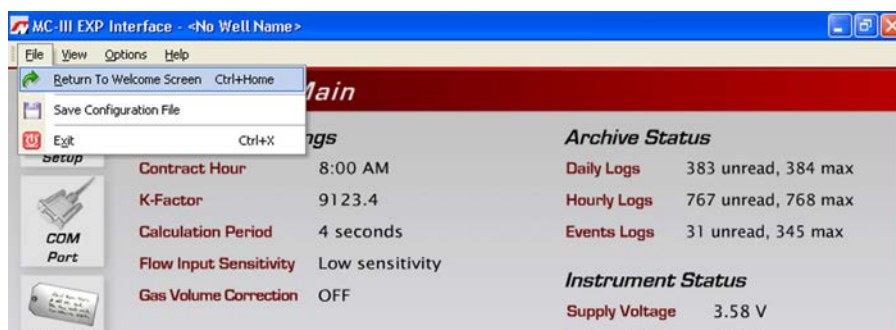 MC-III EXP Interface - <No Well Name>
File View Options Help
Return To Welcome Screen Ctrl+Home
Save Configuration File
Exit Ctrl+X
Main
ngs
Archive Status
Setup
Contract Hour 8:00 AM
Daily Logs 383 unread, 384 max
K-Factor 9123.4
Hourly Logs 767 unread, 768 max
COM
Port
Calculation Period 4 seconds
Events Logs 31 unread, 345 max
Flow Input Sensitivity Low sensitivity
Instrument Status
Gas Volume Correction OFF
Supply Voltage 3.58 V